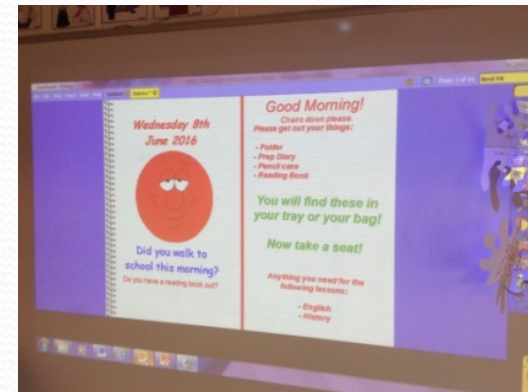 Wednesday 8th
June 2016
Did you walk to
school this morning?
Do you have a reading book out?
Good Morning!
Chairs down please.
Please get out your things:
- Folder
- Prep Diary
- Pencil case
- Reading Book
You will find these in
your tray or your bag!
Now take a seat!
Anything you need for the
following lessons:
- English
- History